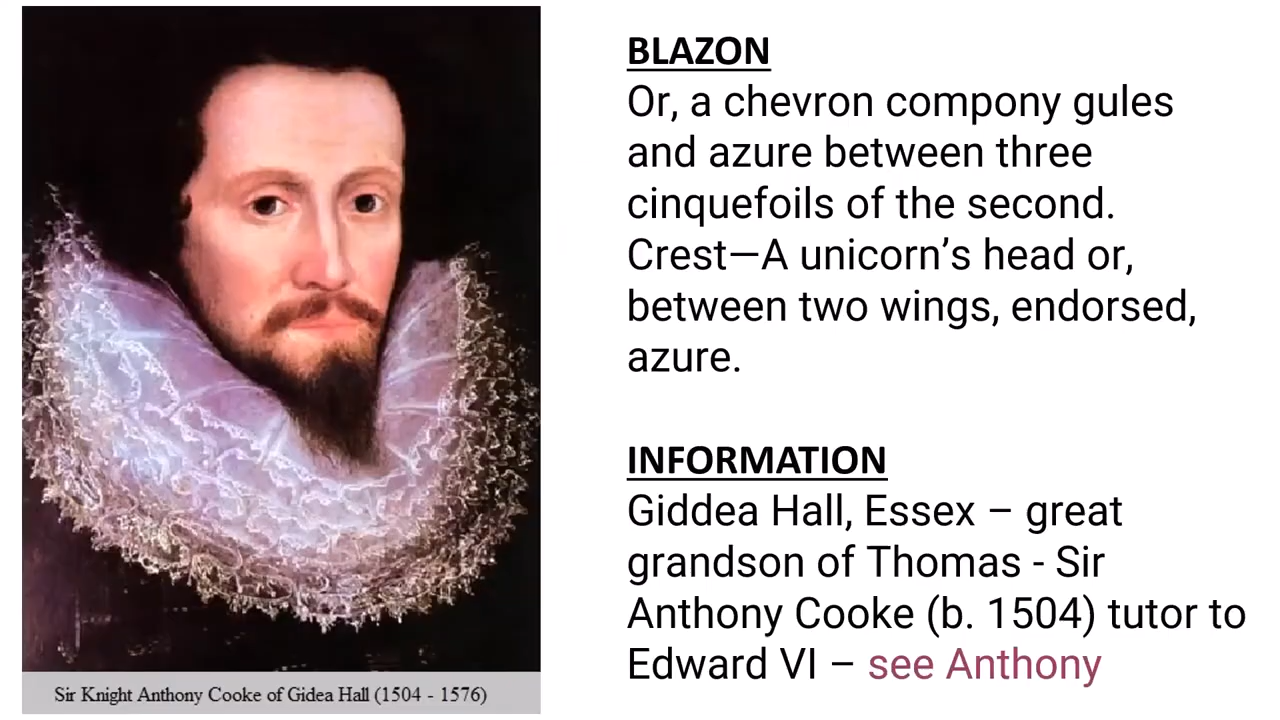 BLAZON
Or, a chevron compony gules
and azure between three
cinquefoils of the second.
Crest—A unicorn’s head or,
between two wings, endorsed,
azure.
INFORMATION
Giddea Hall, Essex – great
grandson of Thomas - Sir
Anthony Cooke (b. 1504) tutor to
Edward VI – see Anthony
Sir Knight Anthony Cooke of Gidea Hall (1504 - 1576)